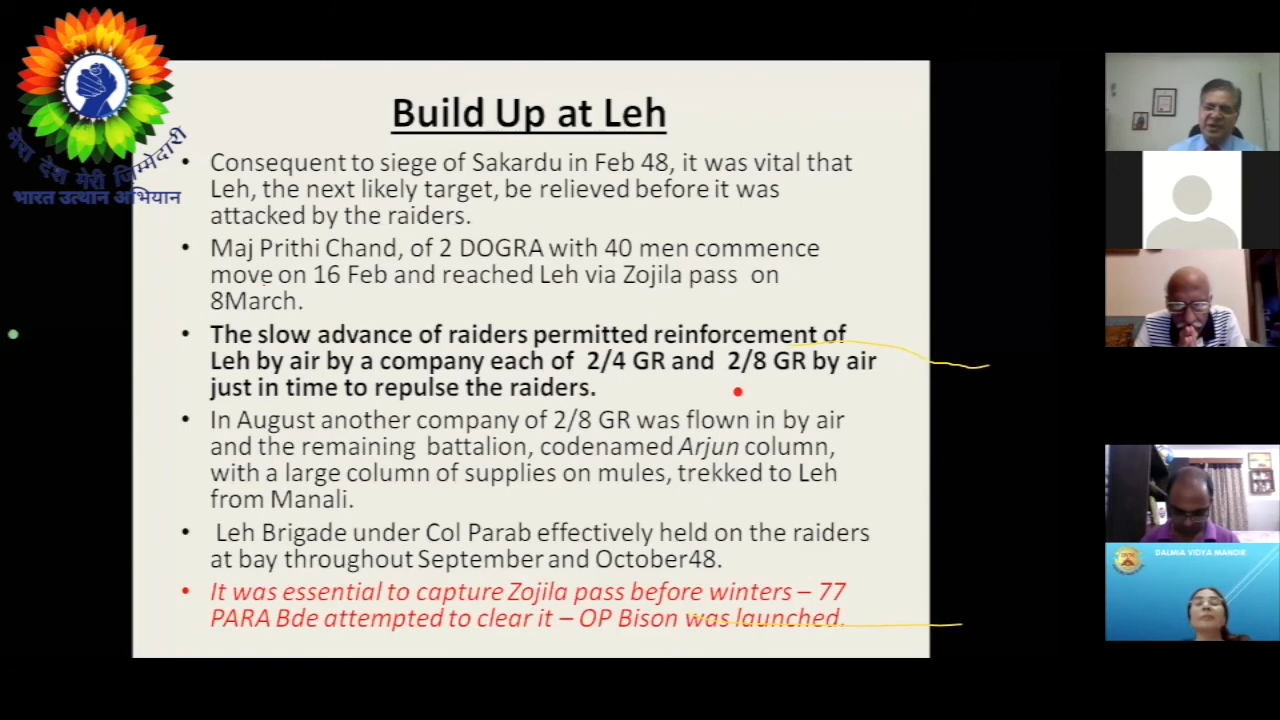 मेरा देश मेरी जिम्मेदारी
भारत उत्थान अभियान
Build Up at Leh
• Consequent to siege of Sakardu in Feb 48, it was vital that
Leh, the next likely target, be relieved before it was
attacked by the raiders.
• Maj Prithi Chand, of 2 DOGRA with 40 men commence
move on 16 Feb and reached Leh via Zojila pass on
8March.
• The slow advance of raiders permitted reinforcement of
Leh by air by a company each of 2/4 GR and 2/8 GR by air
just in time to repulse the raiders.
• In August another company of 2/8 GR was flown in by air
and the remaining battalion, codenamed Arjun column,
with a large column of supplies on mules, trekked to Leh
from Manali.
• Leh Brigade under Col Parab effectively held on the raiders
at bay throughout September and October48.
• It was essential to capture Zojila pass before winters – 77
PARA Bde attempted to clear it – OP Bison was launched.
DALMIA VIDYA MANDIR